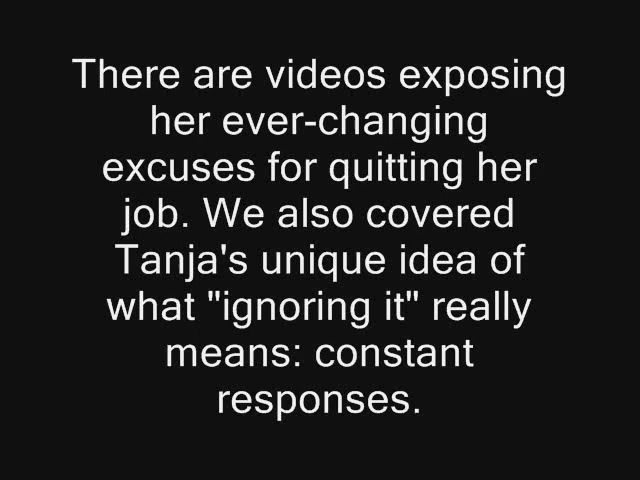 There are videos exposing
her ever-changing
excuses for quitting her
job. We also covered
Tanja's unique idea of
what "ignoring it" really
means: constant
responses.